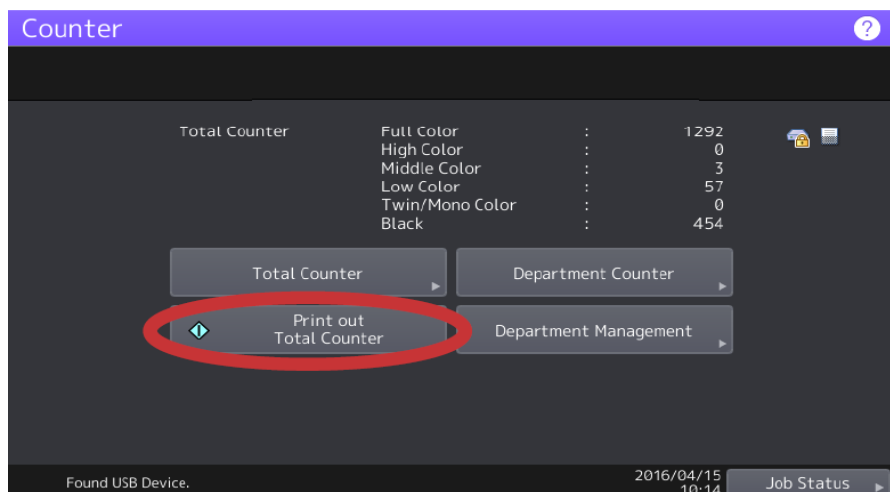 Counter
?
Total Counter Full Color : 1292
High Color : 0
Middle Color : 3
Low Color : 57
Twin/Mono Color : 0
Black : 454
Total Counter
Department Counter
Print out
Total Counter
Department Management
Found USB Device.
2016/04/15
10:14
Job Status